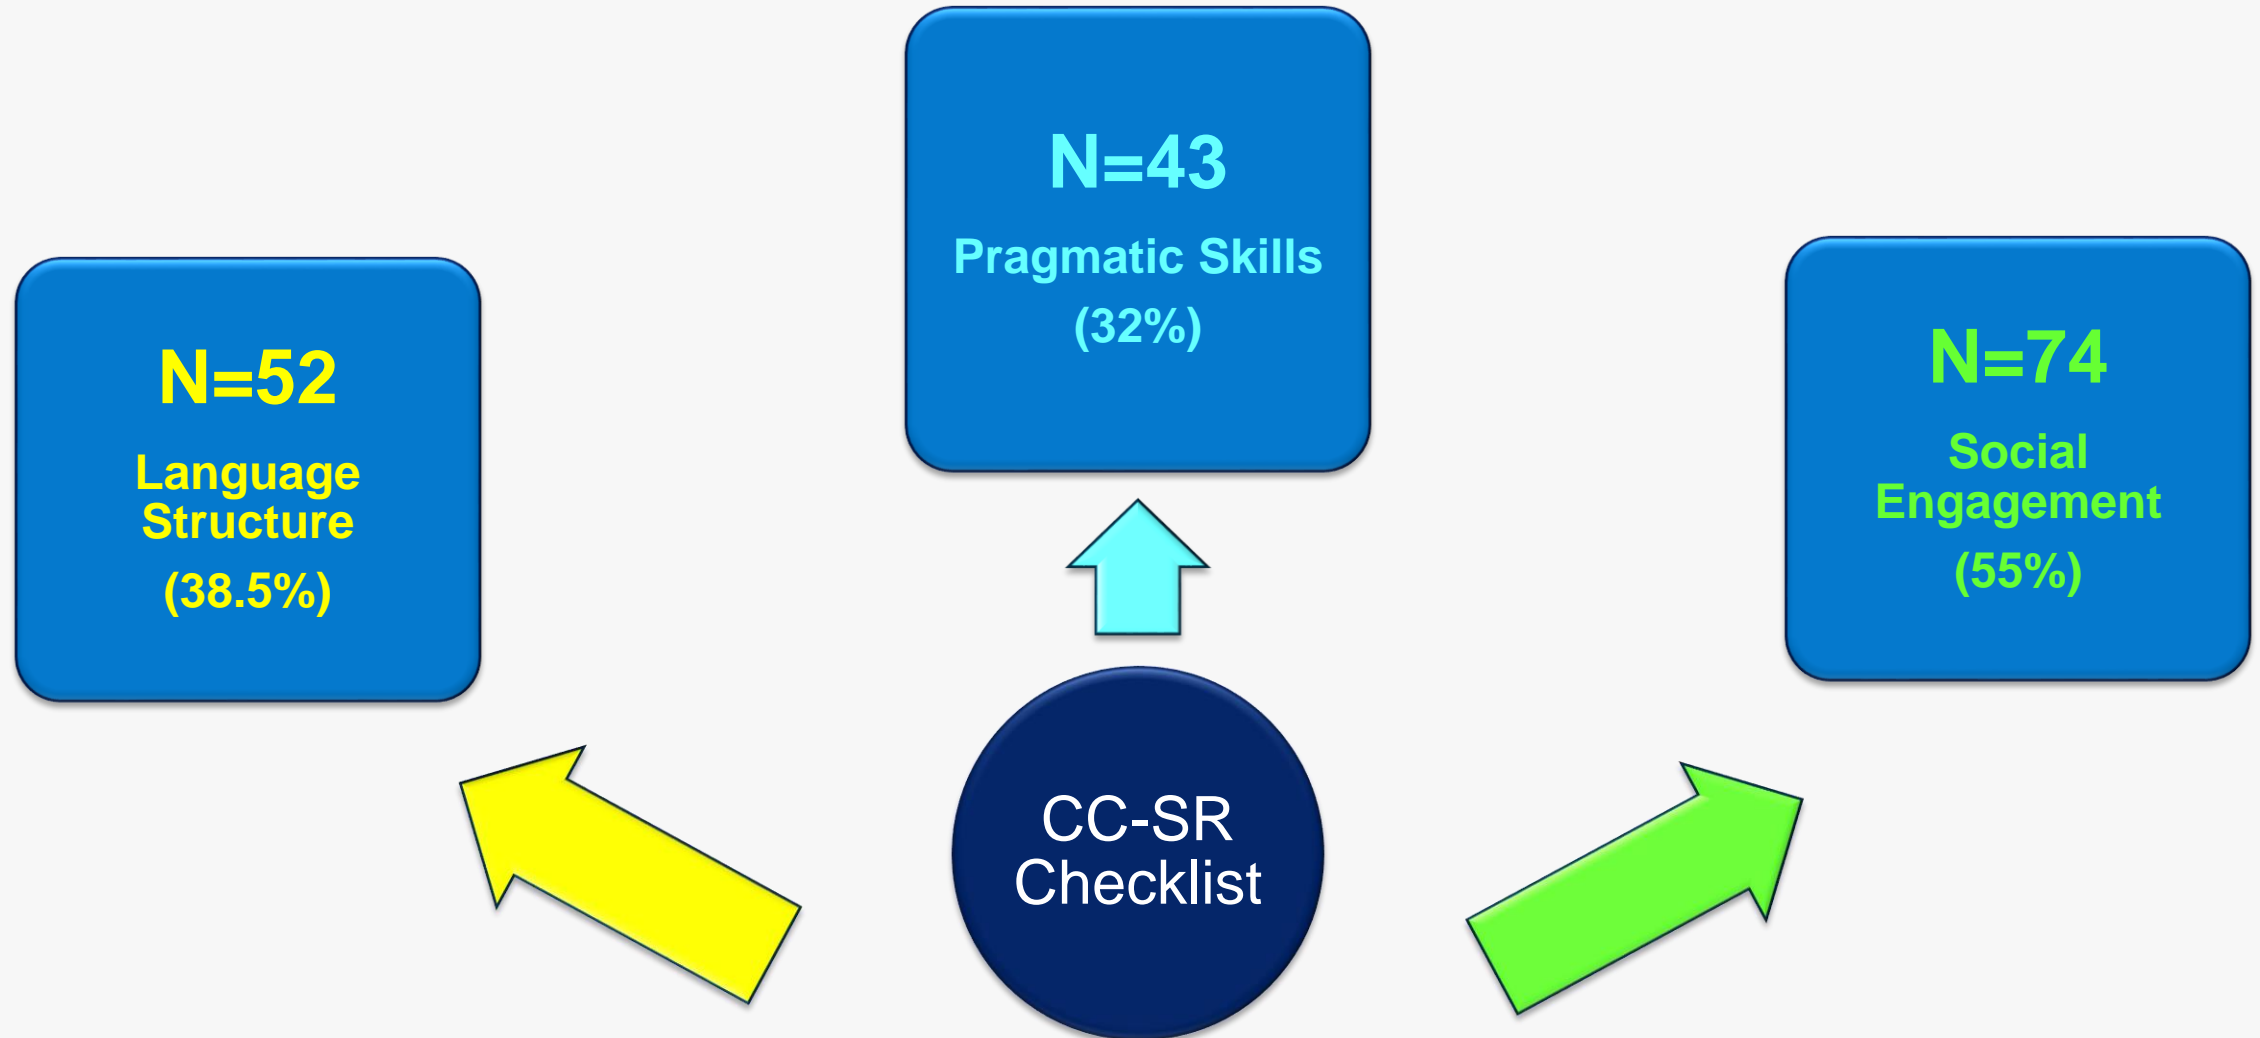 N=52
Language
Structure
(38.5%)
N=43
Pragmatic Skills
(32%)
N=74
Social
Engagement
(55%)
CC-SR
Checklist